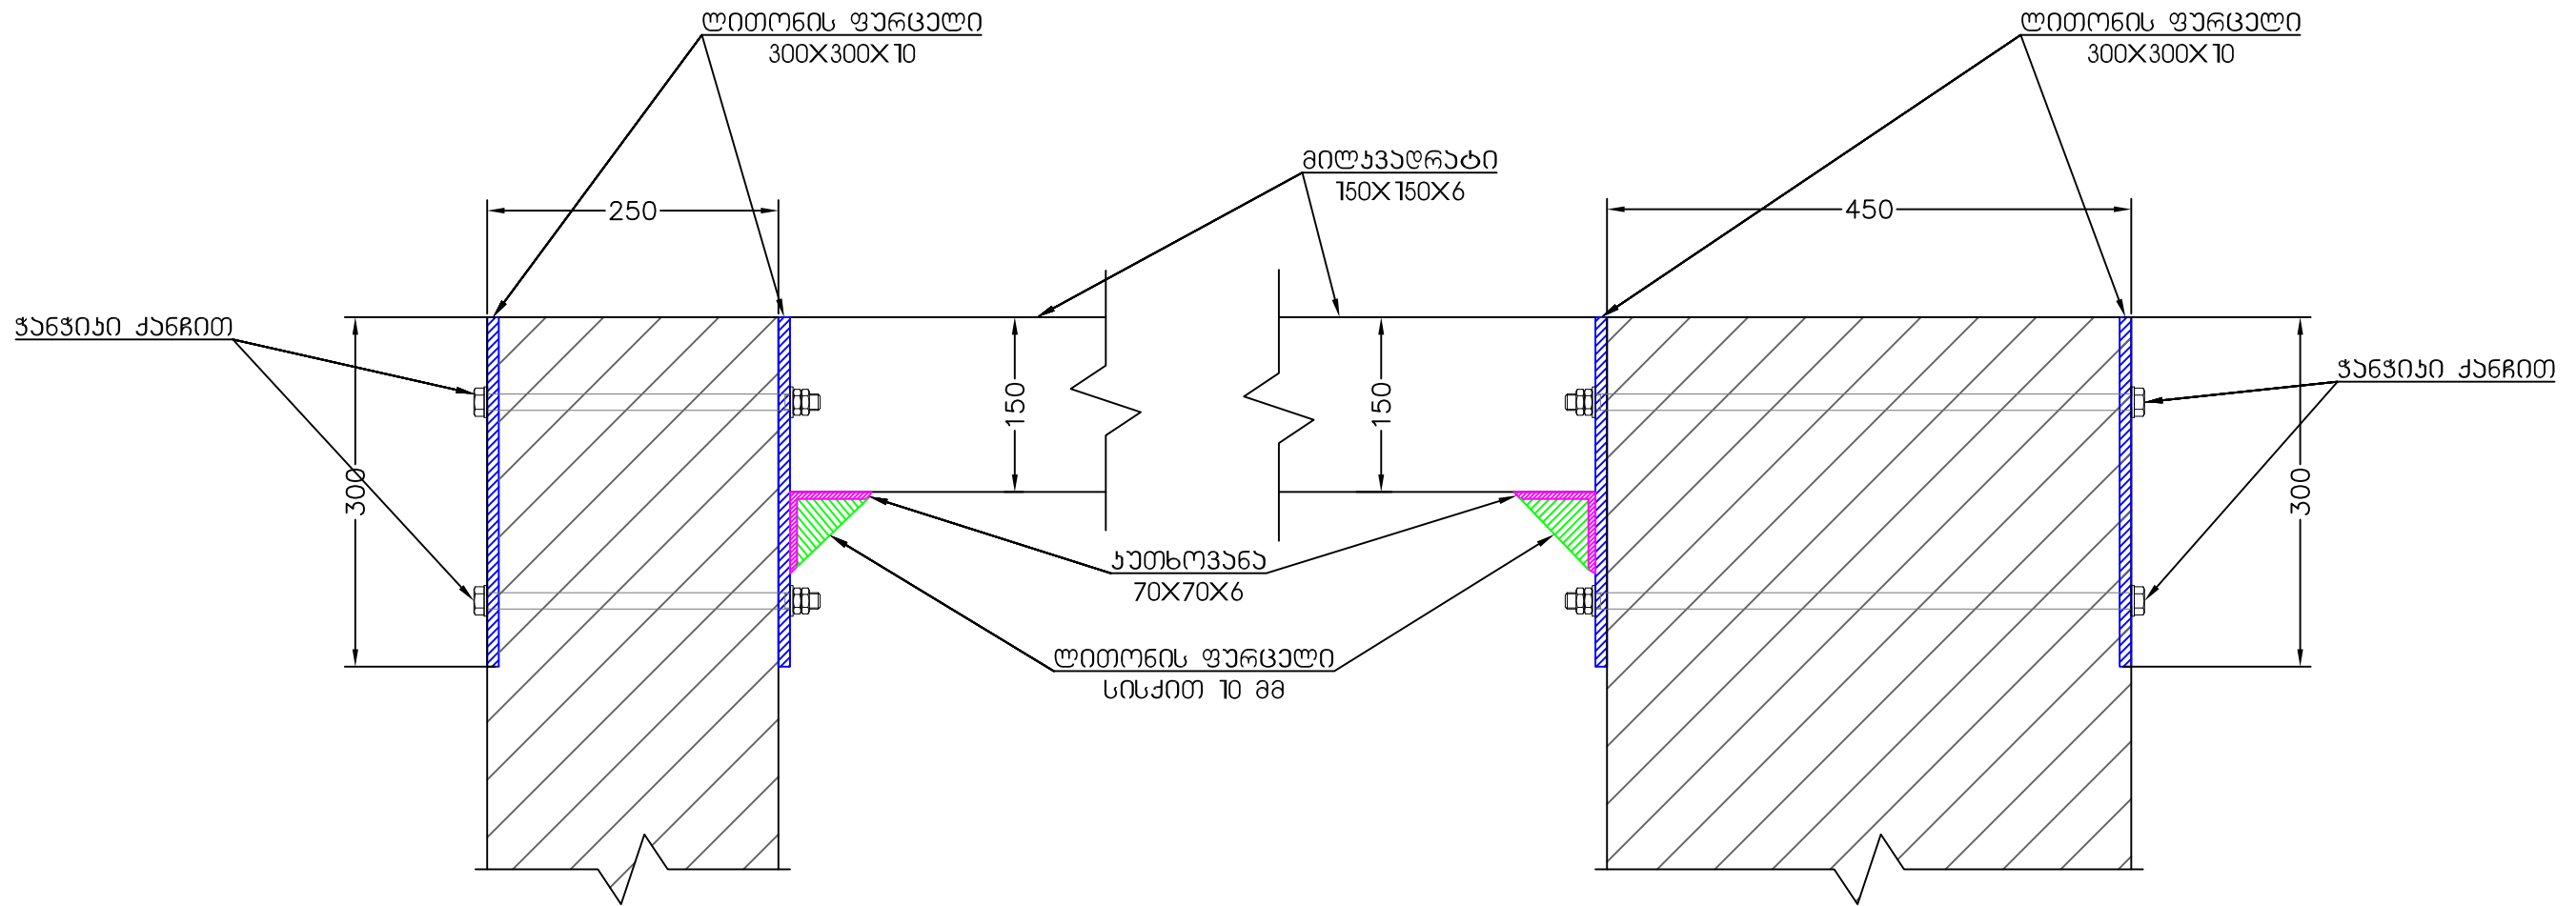 ლითონის ფურცელი
300X300X10
ლითონის ფურცელი
300X300X10
მილკვადრატი
150X150X6
250
450
ჭანჭიკი ქანჩით
ჭანჭიკი ქანჩით
150
150
300
300
კუთხოვანა
70X70X6
ლითონის ფურცელი
სისქით 10 მმ